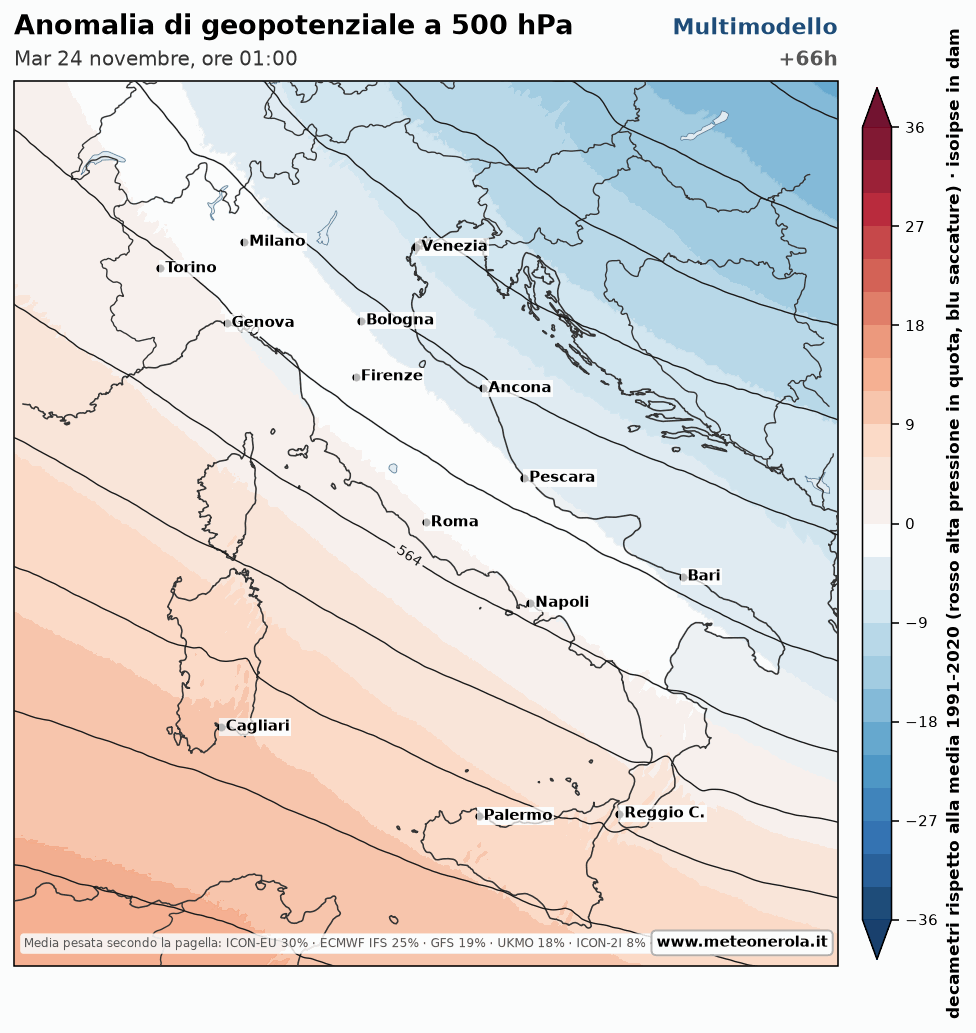 Anomalia di geopotenziale a 500 hPa
Multimodello
Mar 24 novembre, ore 01:00
+66h
Milano
Venezia
Torino
Genova
Bologna
Firenze
Ancona
Pescara
Roma
564
Bari
Napoli
Cagliari
Palermo
Reggio C.
Media pesata secondo la pagella: ICON-EU 30% · ECMWF IFS 25% · GFS 19% · UKMO 18% · ICON-2I 8%
www.meteonerola.it
36
27
18
9
0
−9
−18
−27
−36
decametri rispetto alla media 1991-2020 (rosso alta pressione in quota, blu saccatura) · isoipse in dam